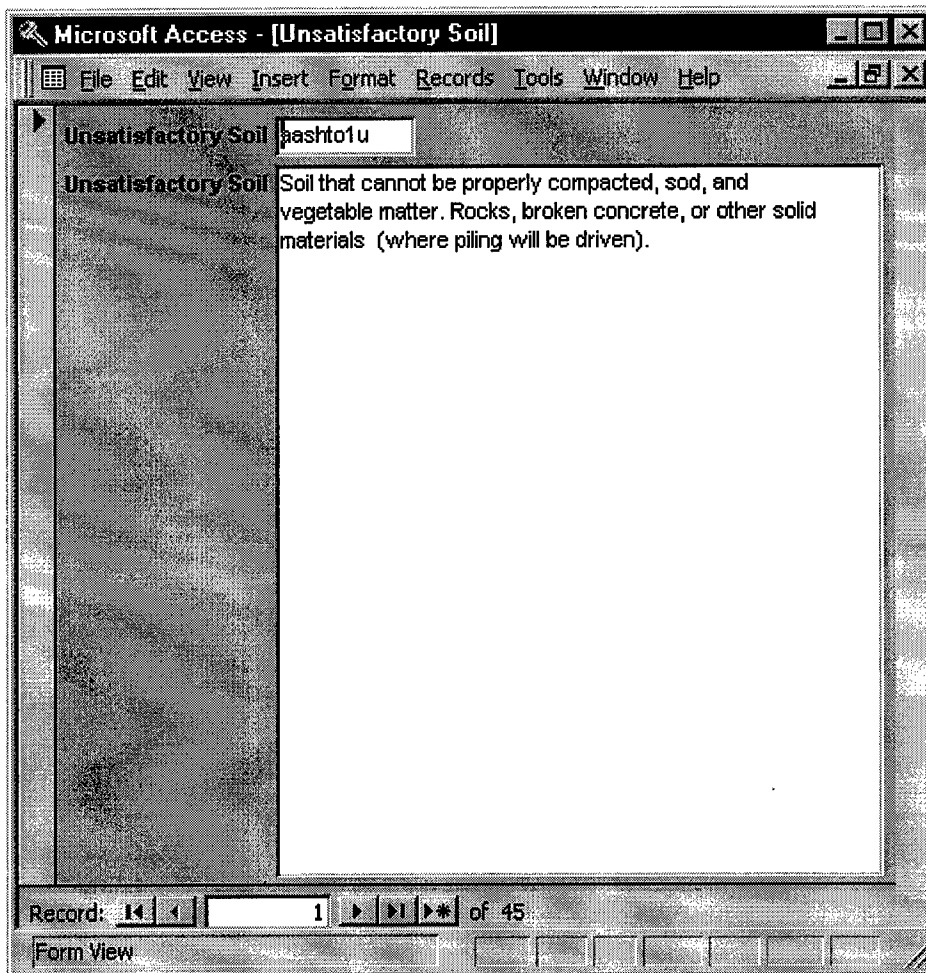 Microsoft Access - [Unsatisfactory Soil]
File Edit View Insert Format Records Tools Window Help
Unsatisfactory Soil aashto1u
Unsatisfactory Soil Soil that cannot be properly compacted, sod, and
vegetable matter. Rocks, broken concrete, or other solid
materials (where piling will be driven).
Record: 1 of 45
Form View